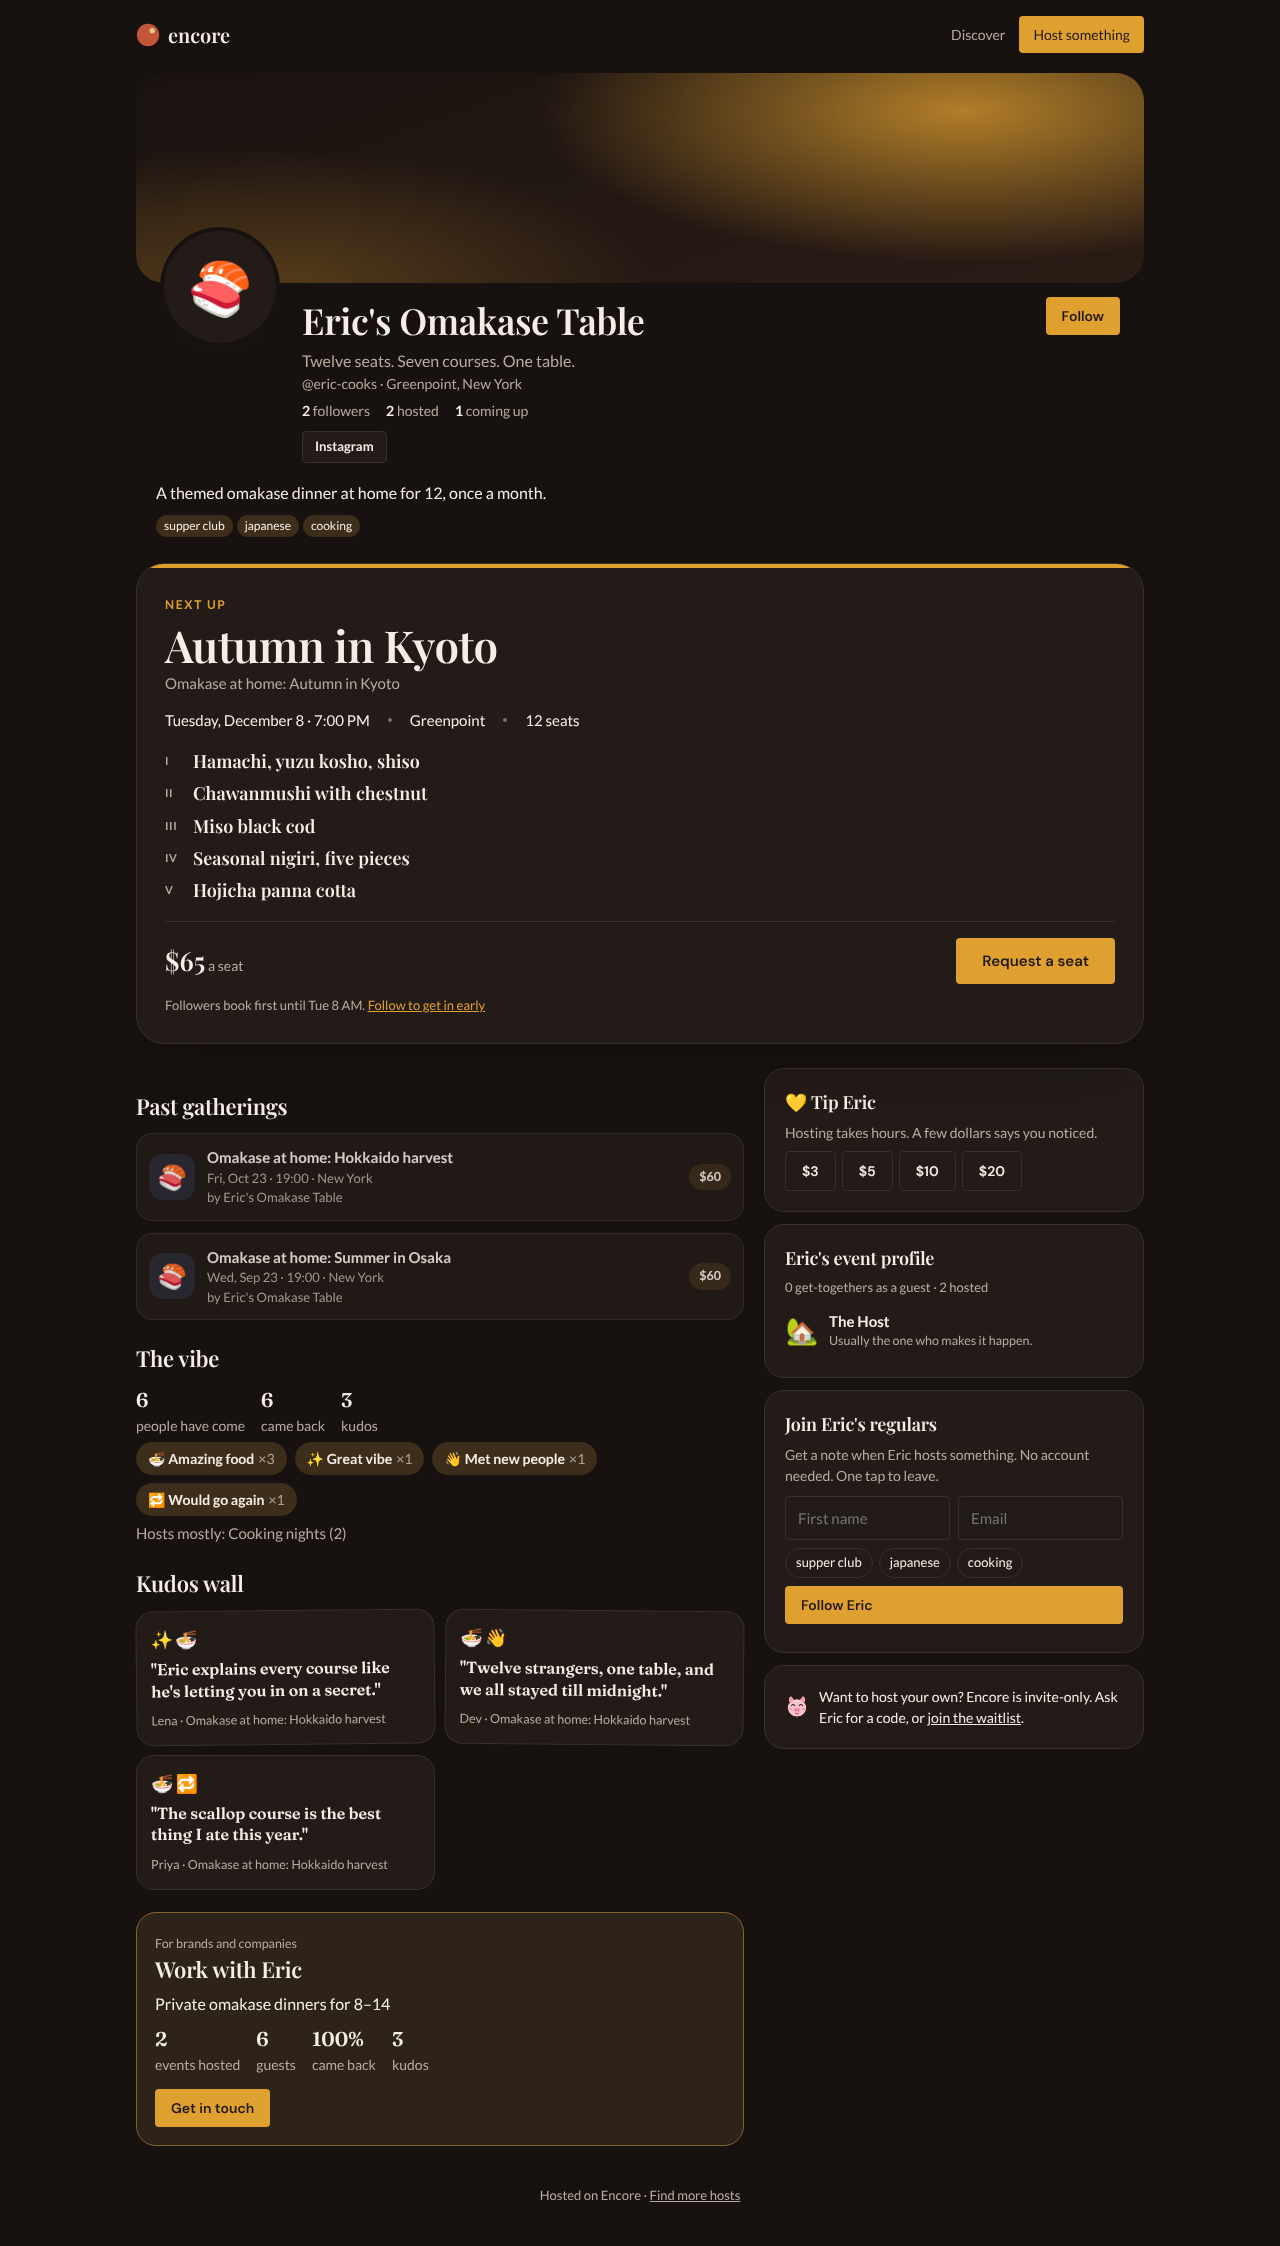 encore
Discover
Host something
Eric's Omakase Table
Follow
Twelve seats. Seven courses. One table.
@eric-cooks · Greenpoint, New York
2 followers 2 hosted 1 coming up
Instagram
A themed omakase dinner at home for 12, once a month.
supper club japanese cooking
NEXT UP
Autumn in Kyoto
Omakase at home: Autumn in Kyoto
Tuesday, December 8 · 7:00 PM • Greenpoint • 12 seats
I Hamachi, yuzu kosho, shiso
II Chawanmushi with chestnut
III Miso black cod
IV Seasonal nigiri, five pieces
V Hojicha panna cotta
$65 a seat
Request a seat
Followers book first until Tue 8 AM. Follow to get in early
Past gatherings
Omakase at home: Hokkaido harvest
Fri, Oct 23 · 19:00 · New York
by Eric's Omakase Table
$60
Omakase at home: Summer in Osaka
Wed, Sep 23 · 19:00 · New York
by Eric's Omakase Table
$60
The vibe
6 6 3
people have come came back kudos
🍜 Amazing food ×3 ✨ Great vibe ×1 👋 Met new people ×1
🔁 Would go again ×1
Hosts mostly: Cooking nights (2)
Kudos wall
✨🍜
"Eric explains every course like
he's letting you in on a secret."
Lena · Omakase at home: Hokkaido harvest
🍜👋
"Twelve strangers, one table, and
we all stayed till midnight."
Dev · Omakase at home: Hokkaido harvest
🍜🔁
"The scallop course is the best
thing I ate this year."
Priya · Omakase at home: Hokkaido harvest
For brands and companies
Work with Eric
Private omakase dinners for 8–14
2 6 100% 3
events hosted guests came back kudos
Get in touch
💛 Tip Eric
Hosting takes hours. A few dollars says you noticed.
$3 $5 $10 $20
Eric's event profile
0 get-togethers as a guest · 2 hosted
The Host
Usually the one who makes it happen.
Join Eric's regulars
Get a note when Eric hosts something. No account
needed. One tap to leave.
First name Email
supper club japanese cooking
Follow Eric
Want to host your own? Encore is invite-only. Ask
Eric for a code, or join the waitlist.
Hosted on Encore · Find more hosts